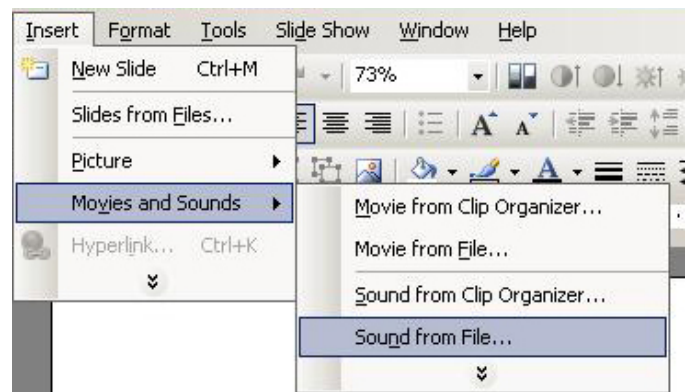 Insert Format Tools Slide Show Window Help
New Slide Ctrl+M
73%
Slides from Files...
A A
Picture
A
Movies and Sounds
Movie from Clip Organizer...
Hyperlink... Ctrl+K
Movie from File...
Sound from Clip Organizer...
Sound from File...